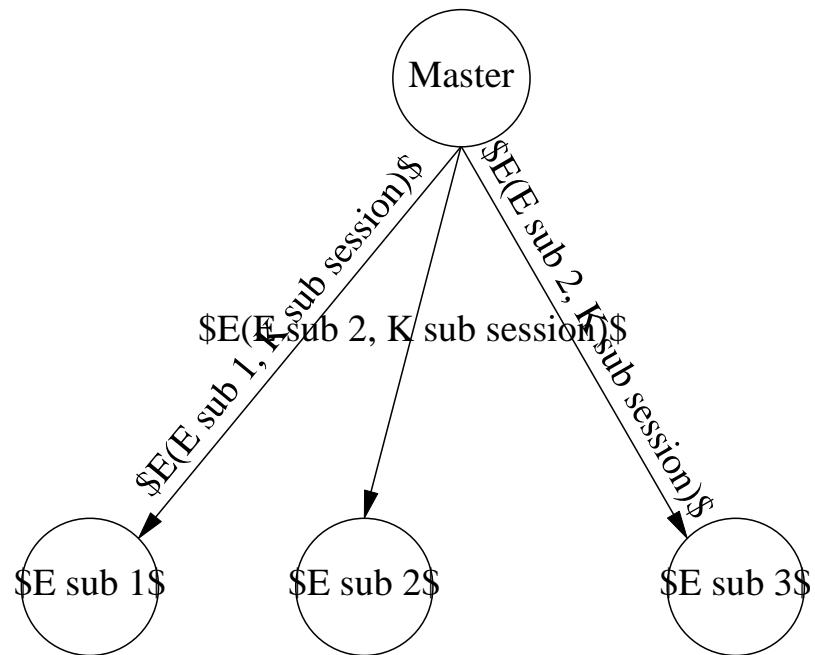 Master
$E(E sub 1, K sub session)$
$E(E sub 2, K sub session)$
$E(E sub 2, K sub session)$
$E sub 1$
$E sub 2$
$E sub 3$